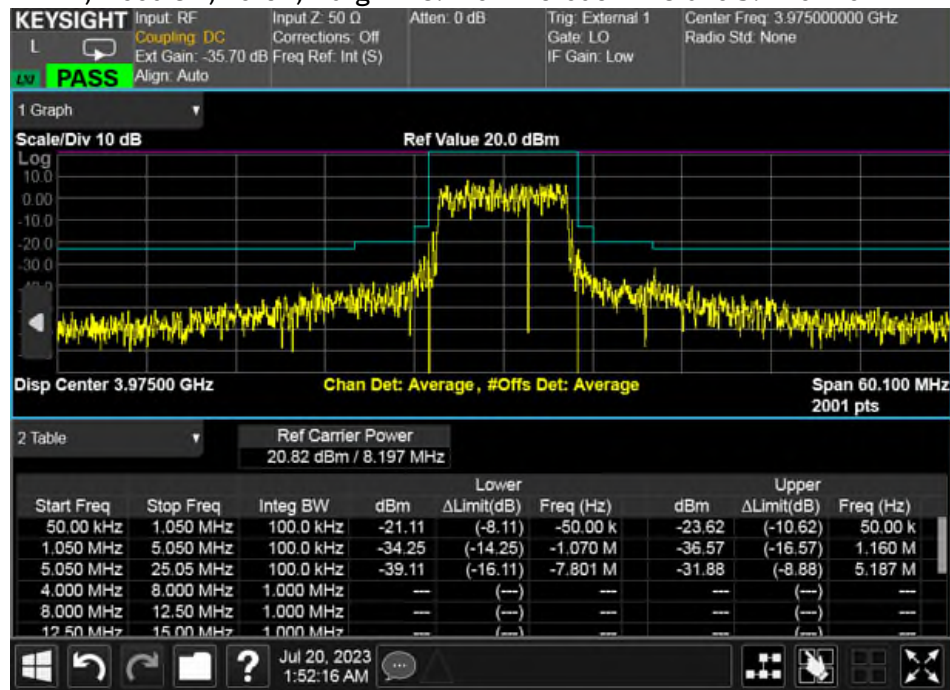 KEYSIGHT Input: RF Input Z: 50 Ω Atten: 0 dB Trig: External 1 Center Freq: 3.975000000 GHz
L Coupling: DC Corrections: Off Gate: LO Radio Std: None
Ext Gain: -35.70 dB Freq Ref: Int (S) IF Gain: Low
LXI PASS Align: Auto
1 Graph
Scale/Div 10 dB Ref Value 20.0 dBm
Log
10.0
0.00
-10.0
-20.0
-30.0
Disp Center 3.97500 GHz Chan Det: Average, #Offs Det: Average Span 60.100 MHz
2001 pts
2 Table Ref Carrier Power
20.82 dBm / 8.197 MHz
Lower Upper
Start Freq Stop Freq Integ BW dBm ΔLimit(dB) Freq (Hz) dBm ΔLimit(dB) Freq (Hz)
50.00 kHz 1.050 MHz 100.0 kHz -21.11 (-8.11) -50.00 k -23.62 (-10.62) 50.00 k
1.050 MHz 5.050 MHz 100.0 kHz -34.25 (-14.25) -1.070 M -36.57 (-16.57) 1.160 M
5.050 MHz 25.05 MHz 100.0 kHz -39.11 (-16.11) -7.801 M -31.88 (-8.88) 5.187 M
4.000 MHz 8.000 MHz 1.000 MHz --- (---) --- --- (---) ---
8.000 MHz 12.50 MHz 1.000 MHz --- (---) --- --- (---) ---
12.50 MHz 15.00 MHz 1.000 MHz --- (---) --- --- (---) ---
? Jul 20, 2023
1:52:16 AM